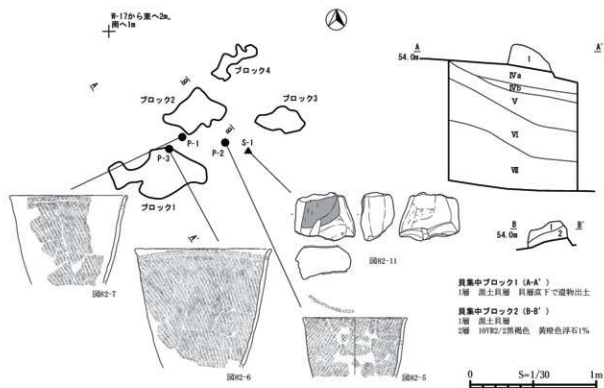 W-17から東へ2m、
南へ1m
ブロック4
ブロック2
ブロック3
A
B
P-1
P-3
P-2
B'
S-1
ブロック1
A'
図82-7
図82-6
図82-11
図82-5
A
A'
54.0m
1
Ⅳa
Ⅳb
Ⅴ
Ⅵ
Ⅶ
B
B'
54.0m
1
2
貝集中ブロック1 (A-A')
1層 混土貝層 貝層直下で遺物出土
貝集中ブロック2 (B-B')
1層 混土貝層
2層 10YR2/2黒褐色 黄橙色浮石1%
0 S=1/30 1m